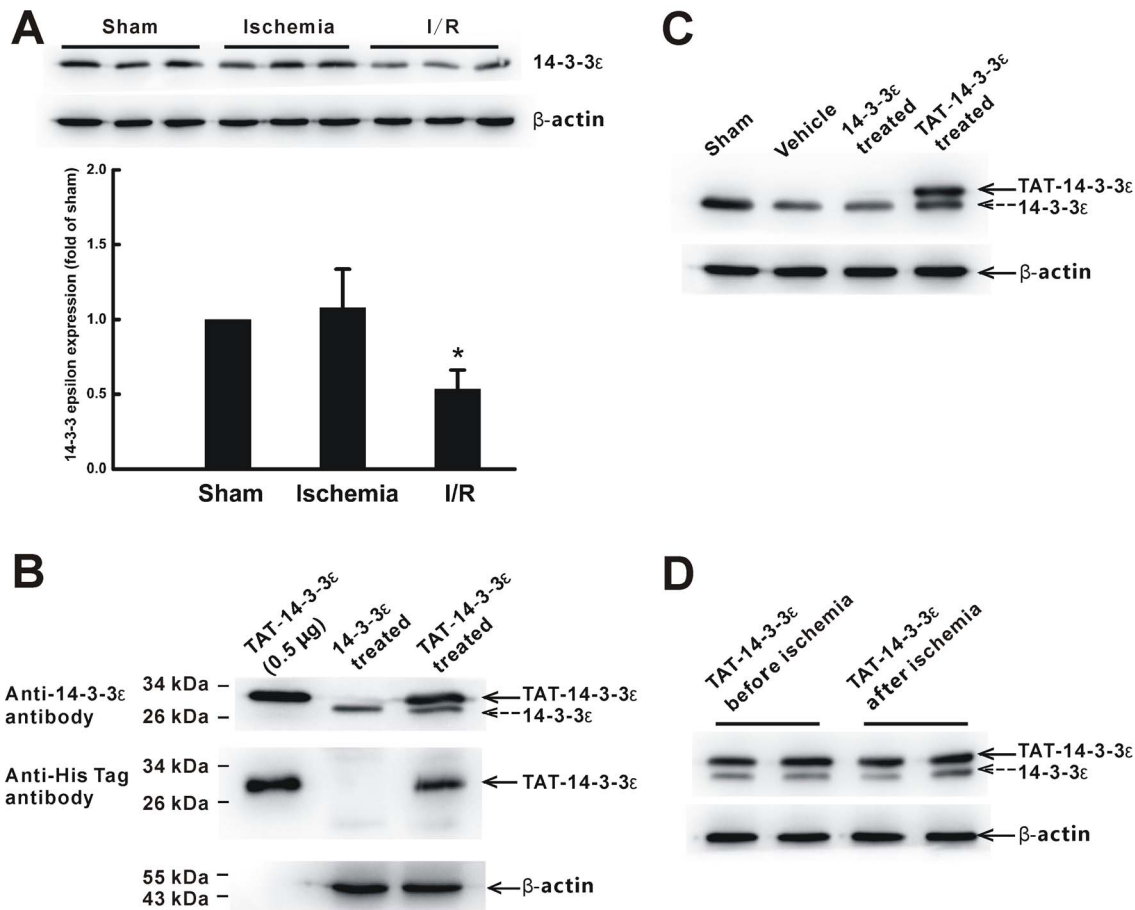 A
Sham Ischemia I/R
14-3-3ε
β-actin
14-3-3 epsilon expression (fold of sham)
2.0
1.5
1.0
0.5
0.0
*
Sham Ischemia I/R
B
TAT-14-3-3ε
(0.5 μg)
14-3-3ε
treated
TAT-14-3-3ε
treated
Anti-14-3-3ε
antibody
34 kDa
26 kDa
TAT-14-3-3ε
14-3-3ε
Anti-His Tag
antibody
34 kDa
26 kDa
TAT-14-3-3ε
55 kDa
43 kDa
β-actin
C
Sham
Vehicle
14-3-3ε
treated
TAT-14-3-3ε
treated
TAT-14-3-3ε
14-3-3ε
β-actin
D
TAT-14-3-3ε
before ischemia
TAT-14-3-3ε
after ischemia
TAT-14-3-3ε
14-3-3ε
β-actin